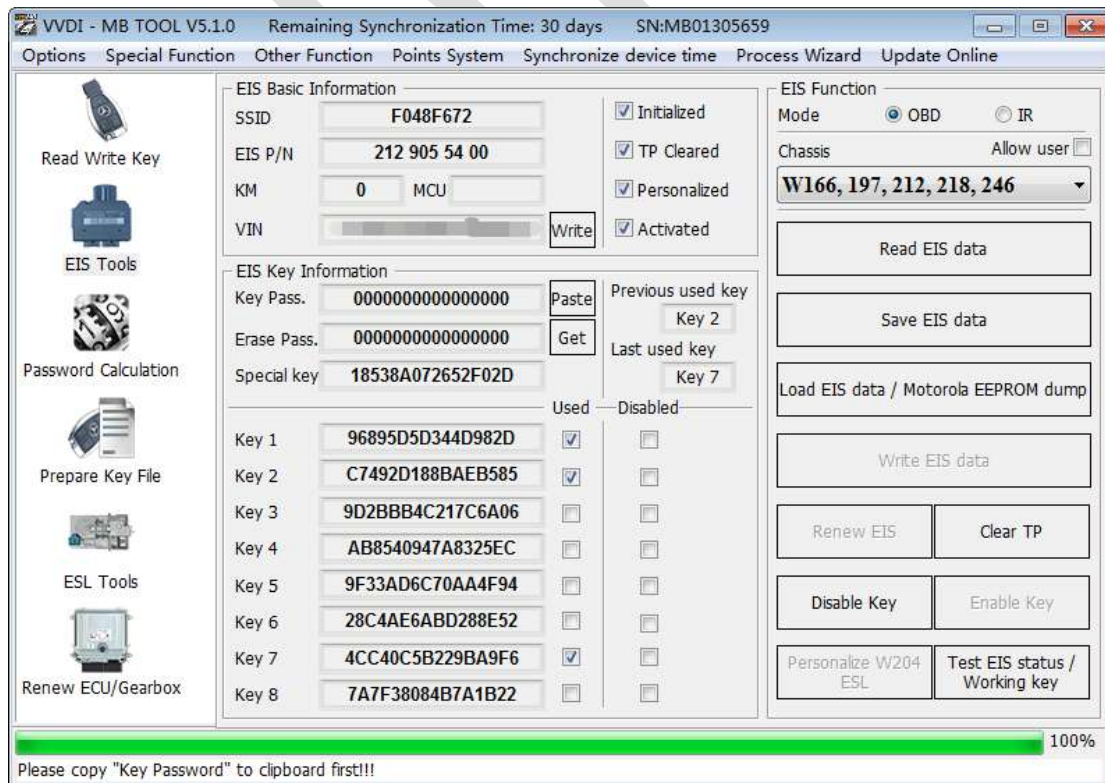 VVDI - MB TOOL V5.1.0 Remaining Synchronization Time: 30 days SN:MB01305659
Options Special Function Other Function Points System Synchronize device time Process Wizard Update Online
Read Write Key
EIS Tools
Password Calculation
Prepare Key File
ESL Tools
Renew ECU/Gearbox
EIS Basic Information
SSID F048F672
EIS P/N 212 905 54 00
KM 0 MCU
VIN Write
Initialized
TP Cleared
Personalized
Activated
EIS Key Information
Key Pass. 0000000000000000 Paste
Erase Pass. 0000000000000000 Get
Special key 18538A072652F02D
Previous used key
Key 2
Last used key
Key 7
Used Disabled
Key 1 96895D5D344D982D
Key 2 C7492D188BAEB585
Key 3 9D2BBB4C217C6A06
Key 4 AB8540947A8325EC
Key 5 9F33AD6C70AA4F94
Key 6 28C4AE6ABD288E52
Key 7 4CC40C5B229BA9F6
Key 8 7A7F38084B7A1B22
EIS Function
Mode OBD IR
Chassis Allow user
W166, 197, 212, 218, 246
Read EIS data
Save EIS data
Load EIS data / Motorola EEPROM dump
Write EIS data
Renew EIS Clear TP
Disable Key Enable Key
Personalize W204
ESL
Test EIS status /
Working key
100%
Please copy "Key Password" to clipboard first!!!